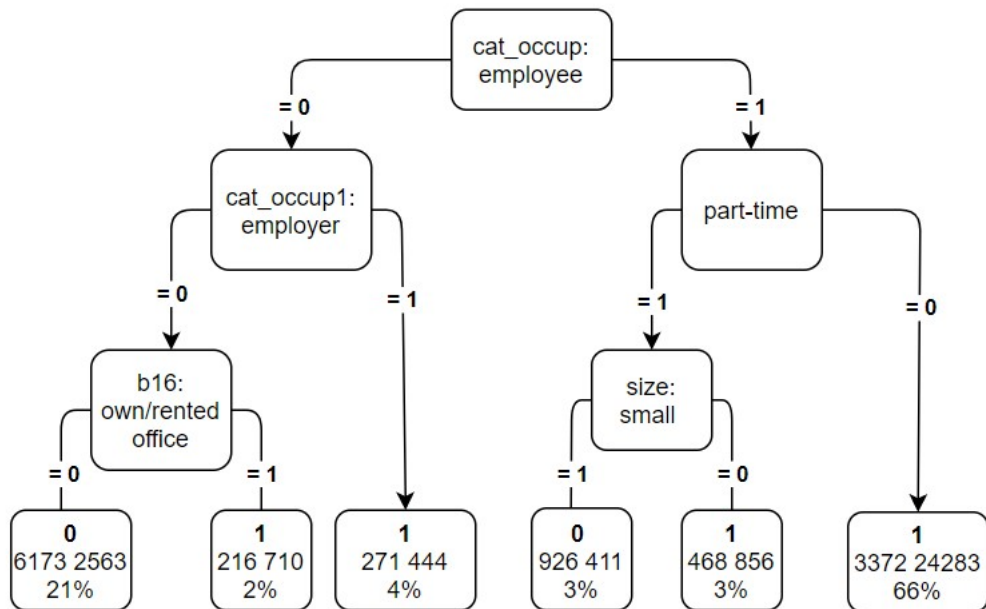 cat_occup:
employee
= 0
= 1
cat_occup1:
employer
part-time
= 0
= 1
= 1
= 0
b16:
own/rented
office
size:
small
= 0
= 1
= 1
= 0
0
6173 2563
21%
1
216 710
2%
1
271 444
4%
0
926 411
3%
1
468 856
3%
1
3372 24283
66%